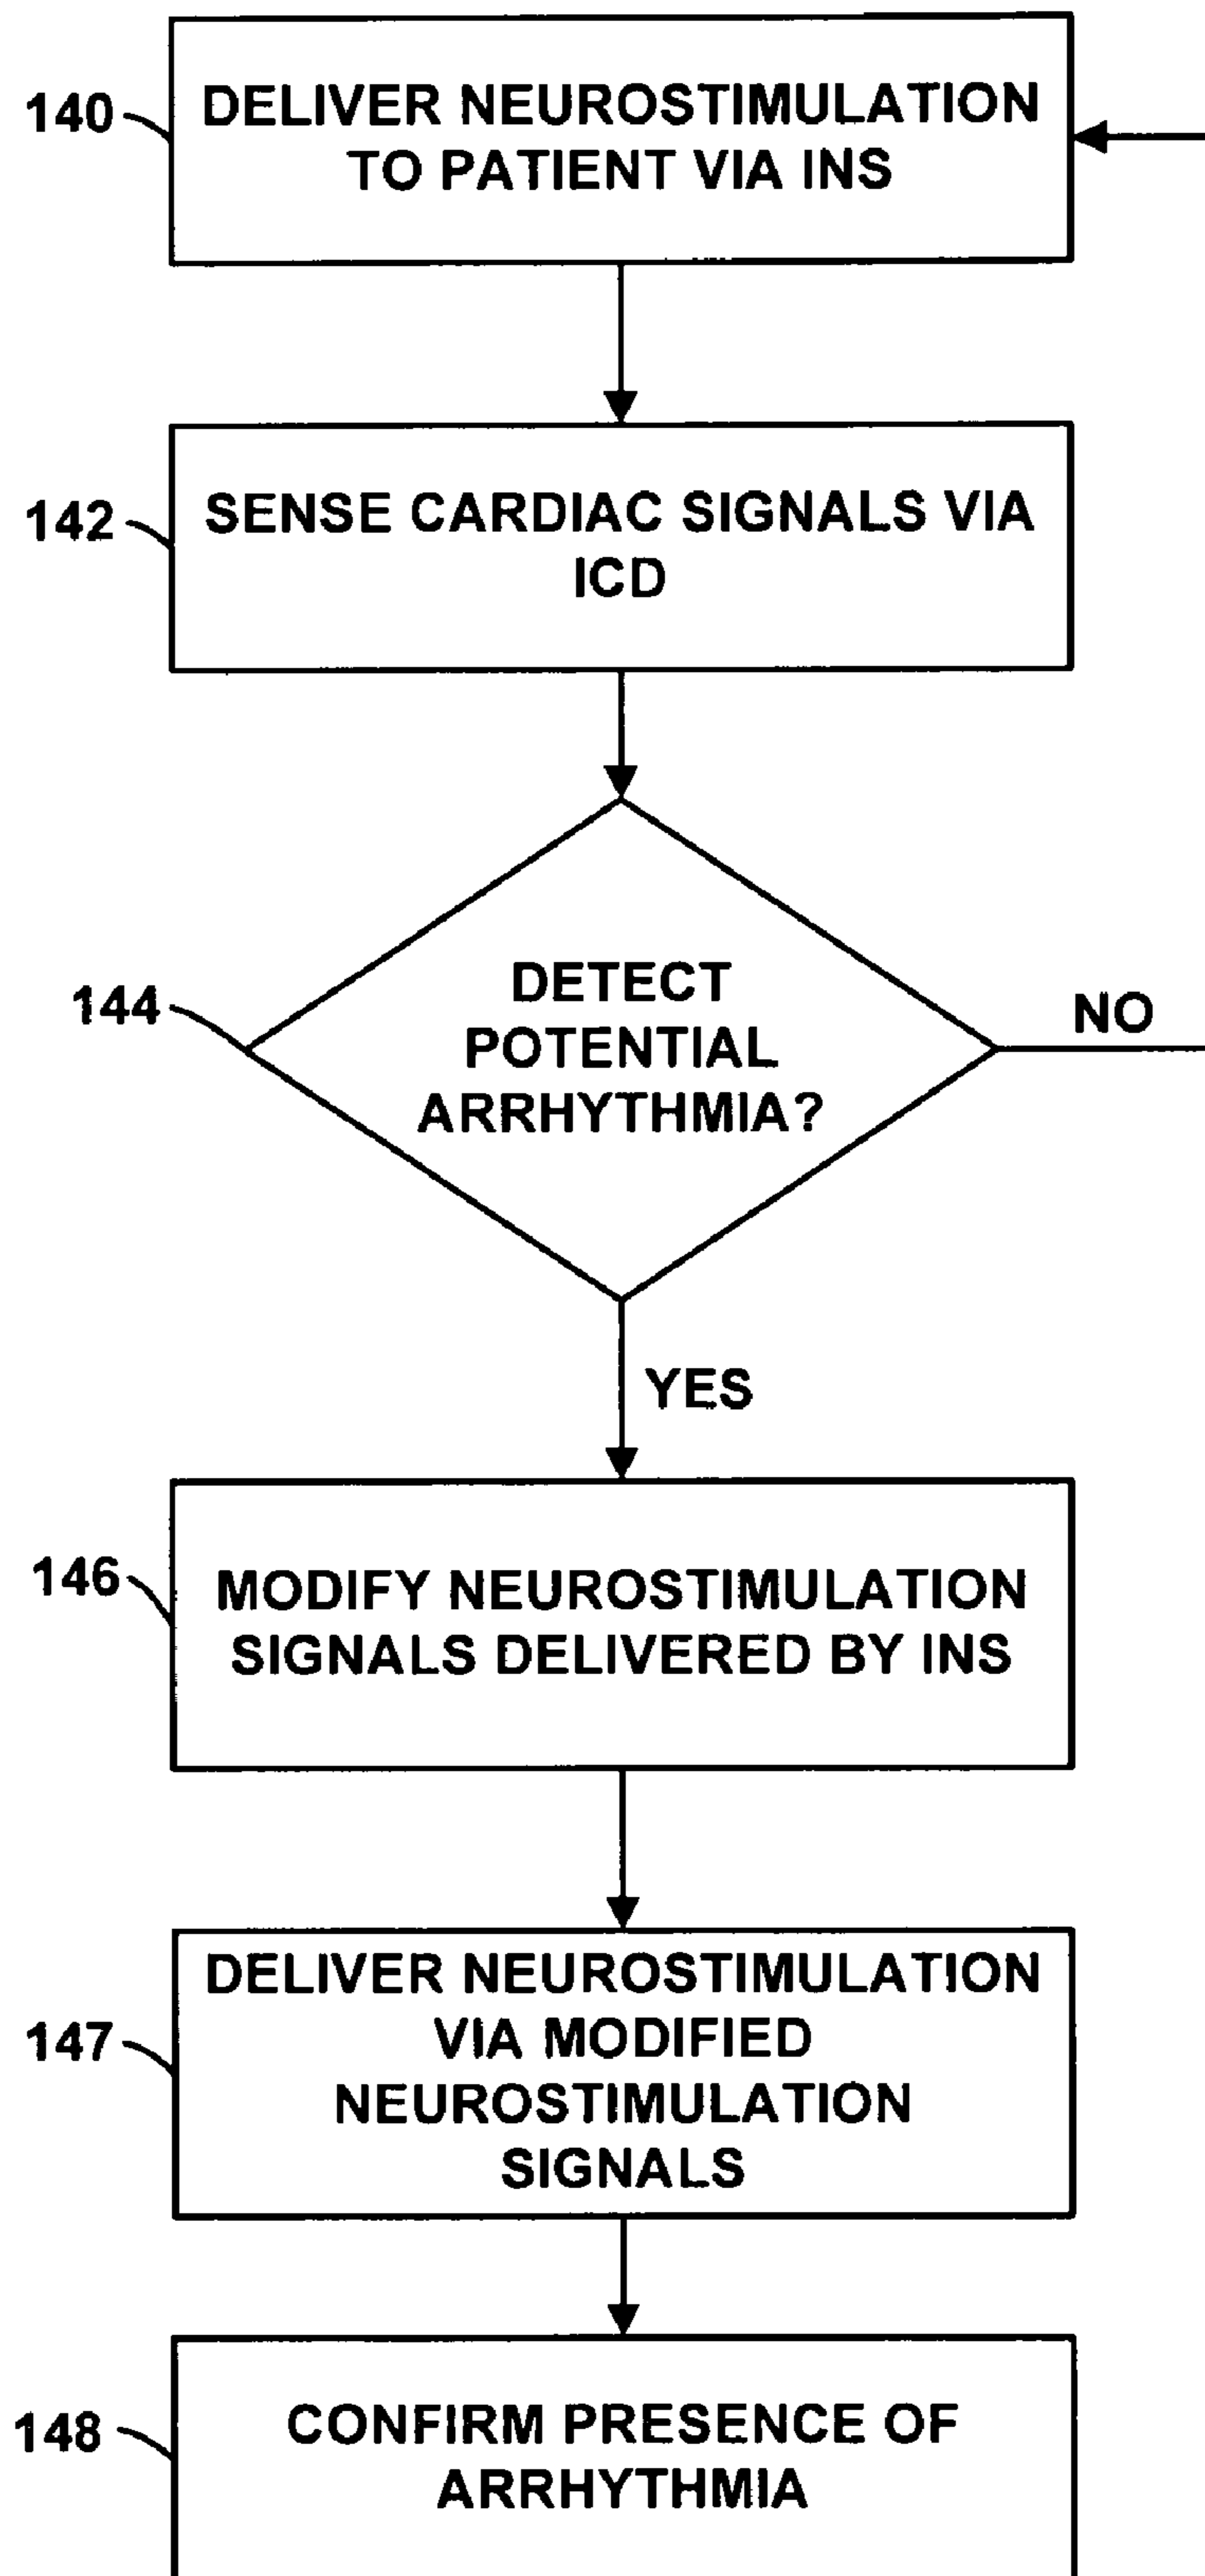 140
DELIVER NEUROSTIMULATION
TO PATIENT VIA INS
142
SENSE CARDIAC SIGNALS VIA
ICD
144
DETECT
POTENTIAL
ARRHYTHMIA?
NO
YES
146
MODIFY NEUROSTIMULATION
SIGNALS DELIVERED BY INS
147
DELIVER NEUROSTIMULATION
VIA MODIFIED
NEUROSTIMULATION
SIGNALS
148
CONFIRM PRESENCE OF
ARRHYTHMIA